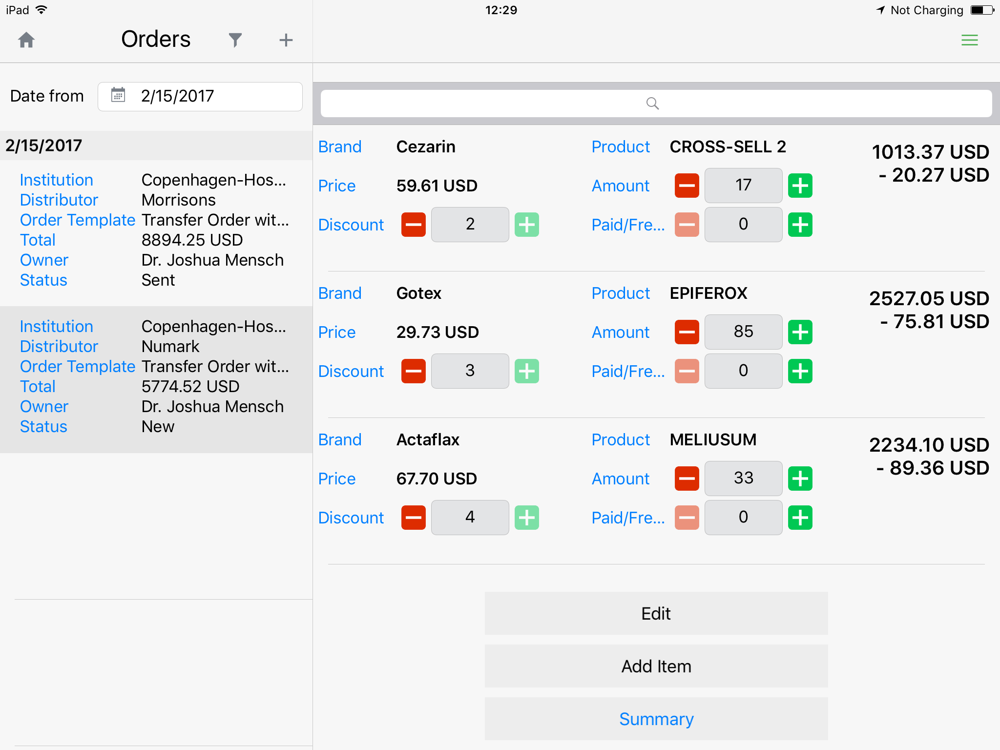 iPad
12:29
Not Charging
Orders
Date from
2/15/2017
2/15/2017
Institution Copenhagen-Hos...
Distributor Morrisons
Order Template Transfer Order wit...
Total 8894.25 USD
Owner Dr. Joshua Mensch
Status Sent
Institution Copenhagen-Hos...
Distributor Numark
Order Template Transfer Order wit...
Total 5774.52 USD
Owner Dr. Joshua Mensch
Status New
Brand Cezarin Product CROSS-SELL 2 1013.37 USD
- 20.27 USD
Price 59.61 USD Amount 17
Discount 2 Paid/Fre... 0
Brand Gotex Product EPIFEROX 2527.05 USD
- 75.81 USD
Price 29.73 USD Amount 85
Discount 3 Paid/Fre... 0
Brand Actaflax Product MELIUSUM 2234.10 USD
- 89.36 USD
Price 67.70 USD Amount 33
Discount 4 Paid/Fre... 0
Edit
Add Item
Summary